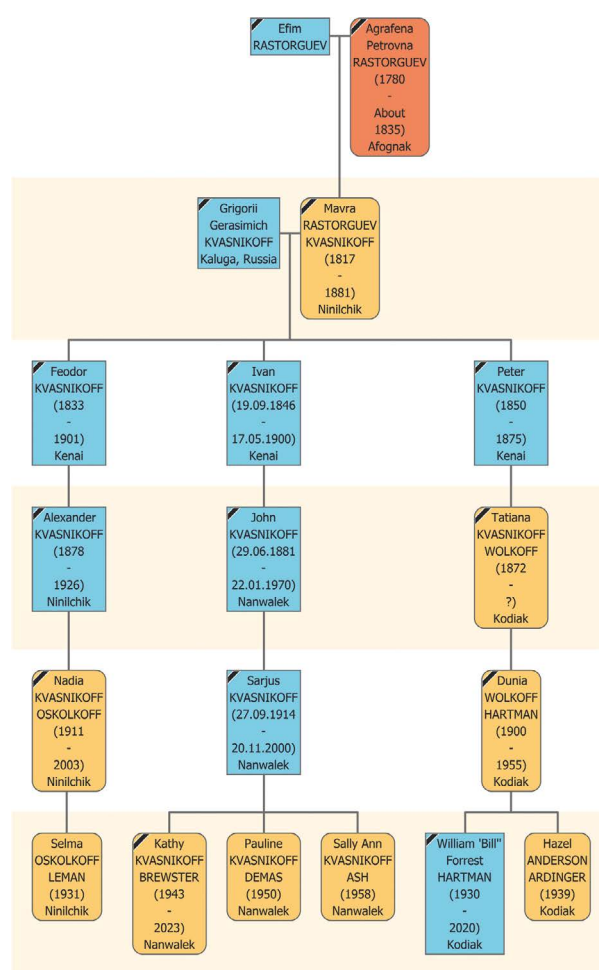 Efim
RASTORGUEV
Agrafena
Petrovna
RASTORGUEV
(1780
-
About
1835)
Afognak
Grigorii
Gerasimich
KVASNIKOFF
Kaluga, Russia
Mavra
RASTORGUEV
KVASNIKOFF
(1817
-
1881)
Ninilchik
Feodor
KVASNIKOFF
(1833
-
1901)
Kenai
Ivan
KVASNIKOFF
(19.09.1846
-
17.05.1900)
Kenai
Peter
KVASNIKOFF
(1850
-
1875)
Kenai
Alexander
KVASNIKOFF
(1878
-
1926)
Ninilchik
John
KVASNIKOFF
(29.06.1881
-
22.01.1970)
Nanwalek
Tatiana
KVASNIKOFF
WOLKOFF
(1872
-
?)
Kodiak
Nadia
KVASNIKOFF
OSKOLKOFF
(1911
-
2003)
Ninilchik
Sarjus
KVASNIKOFF
(27.09.1914
-
20.11.2000)
Nanwalek
Dunia
WOLKOFF
HARTMAN
(1900
-
1955)
Kodiak
Selma
OSKOLKOFF
LEMAN
(1931)
Ninilchik
Kathy
KVASNIKOFF
BREWSTER
(1943
-
2023)
Nanwalek
Pauline
KVASNIKOFF
DEMAS
(1950)
Nanwalek
Sally Ann
KVASNIKOFF
ASH
(1958)
Nanwalek
William 'Bill"
Forrest
HARTMAN
(1930
-
2020)
Kodiak
Hazel
ANDERSON
ARDINGER
(1939)
Kodiak